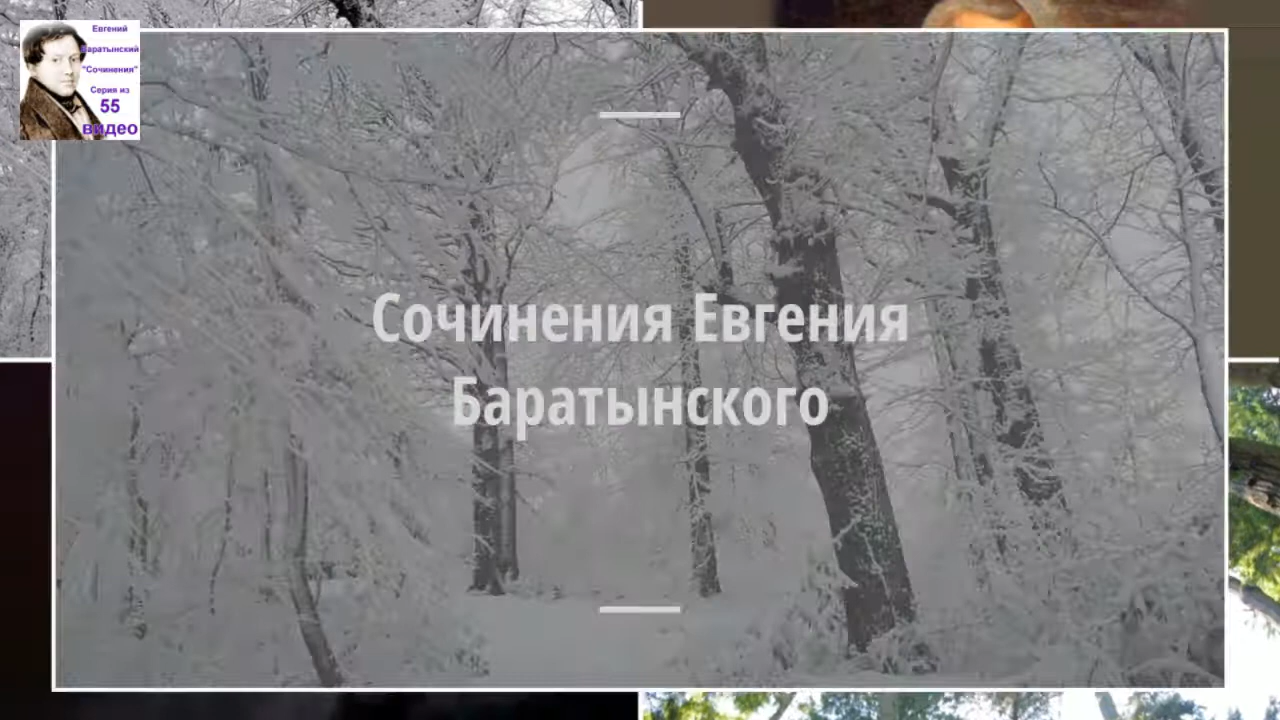 Евгений
Баратынский
"Сочинения"
Серия из
55
видео
Сочинения Евгения
Баратынского